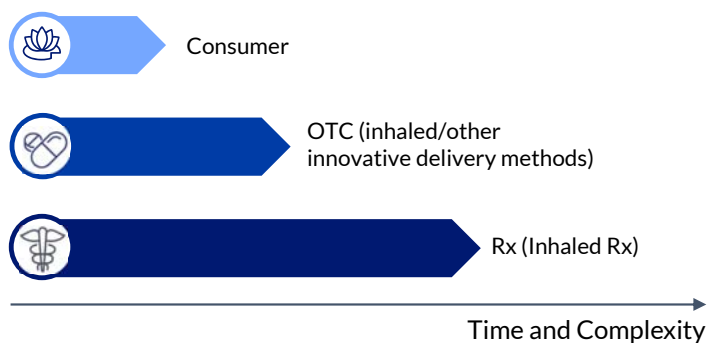 Consumer
OTC (inhaled/other
innovative delivery methods)
Rx (Inhaled Rx)
Time and Complexity